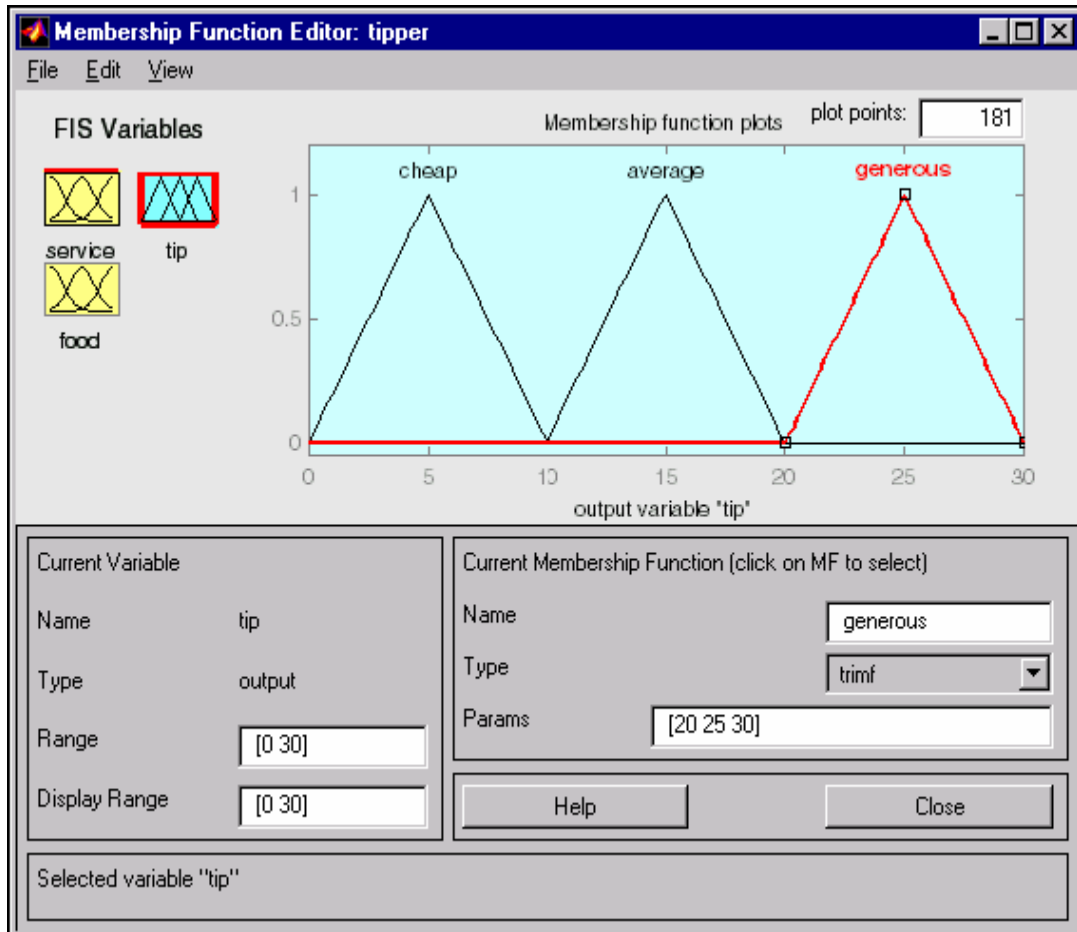 Membership Function Editor: tipper
File Edit View
FIS Variables
service
tip
food
Membership function plots
plot points: 181
cheap average generous
1
0.5
0
0 5 10 15 20 25 30
output variable "tip"
Current Variable
Name tip
Type output
Range [0 30]
Display Range [0 30]
Current Membership Function (click on MF to select)
Name generous
Type trimf
Params [20 25 30]
Help Close
Selected variable "tip"